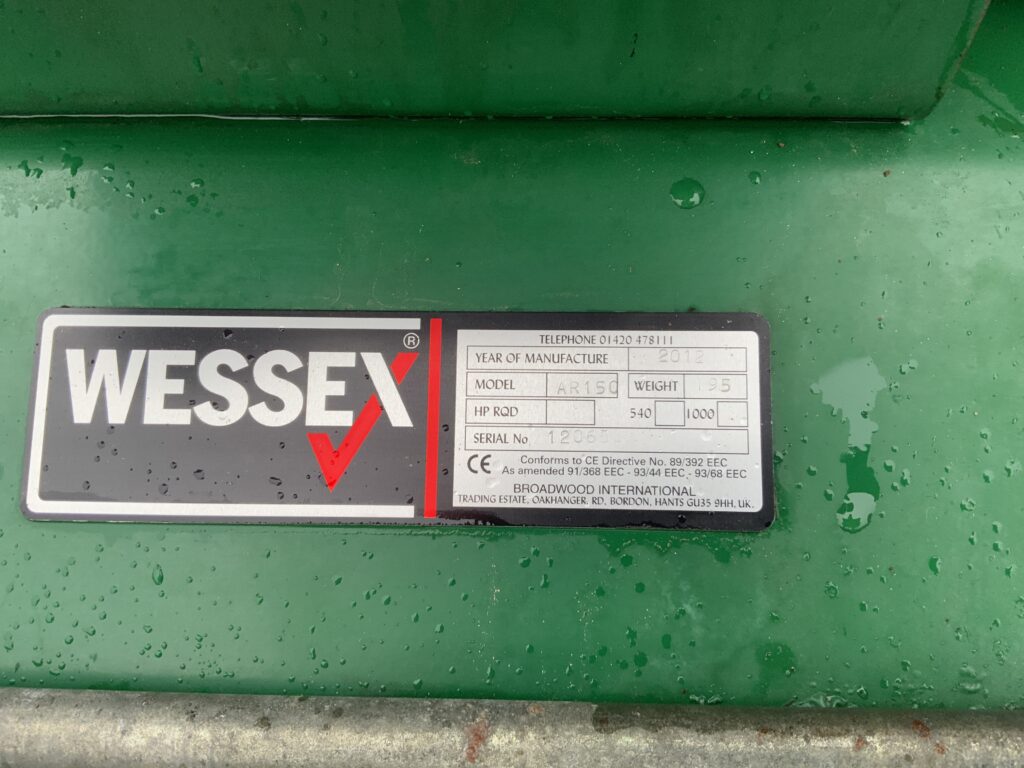 WESSEX®
TELEPHONE 01420 478111
YEAR OF MANUFACTURE 2012
MODEL AR150 WEIGHT 95
HP RQD 540 1000
SERIAL No
CE Conforms to CE Directive No. 89/392 EEC
As amended 91/368 EEC - 93/44 EEC - 93/68 EEC
BROADWOOD INTERNATIONAL
TRADING ESTATE, OAKHANGER. RD. BORDON, HANTS GU35 9HH, UK.